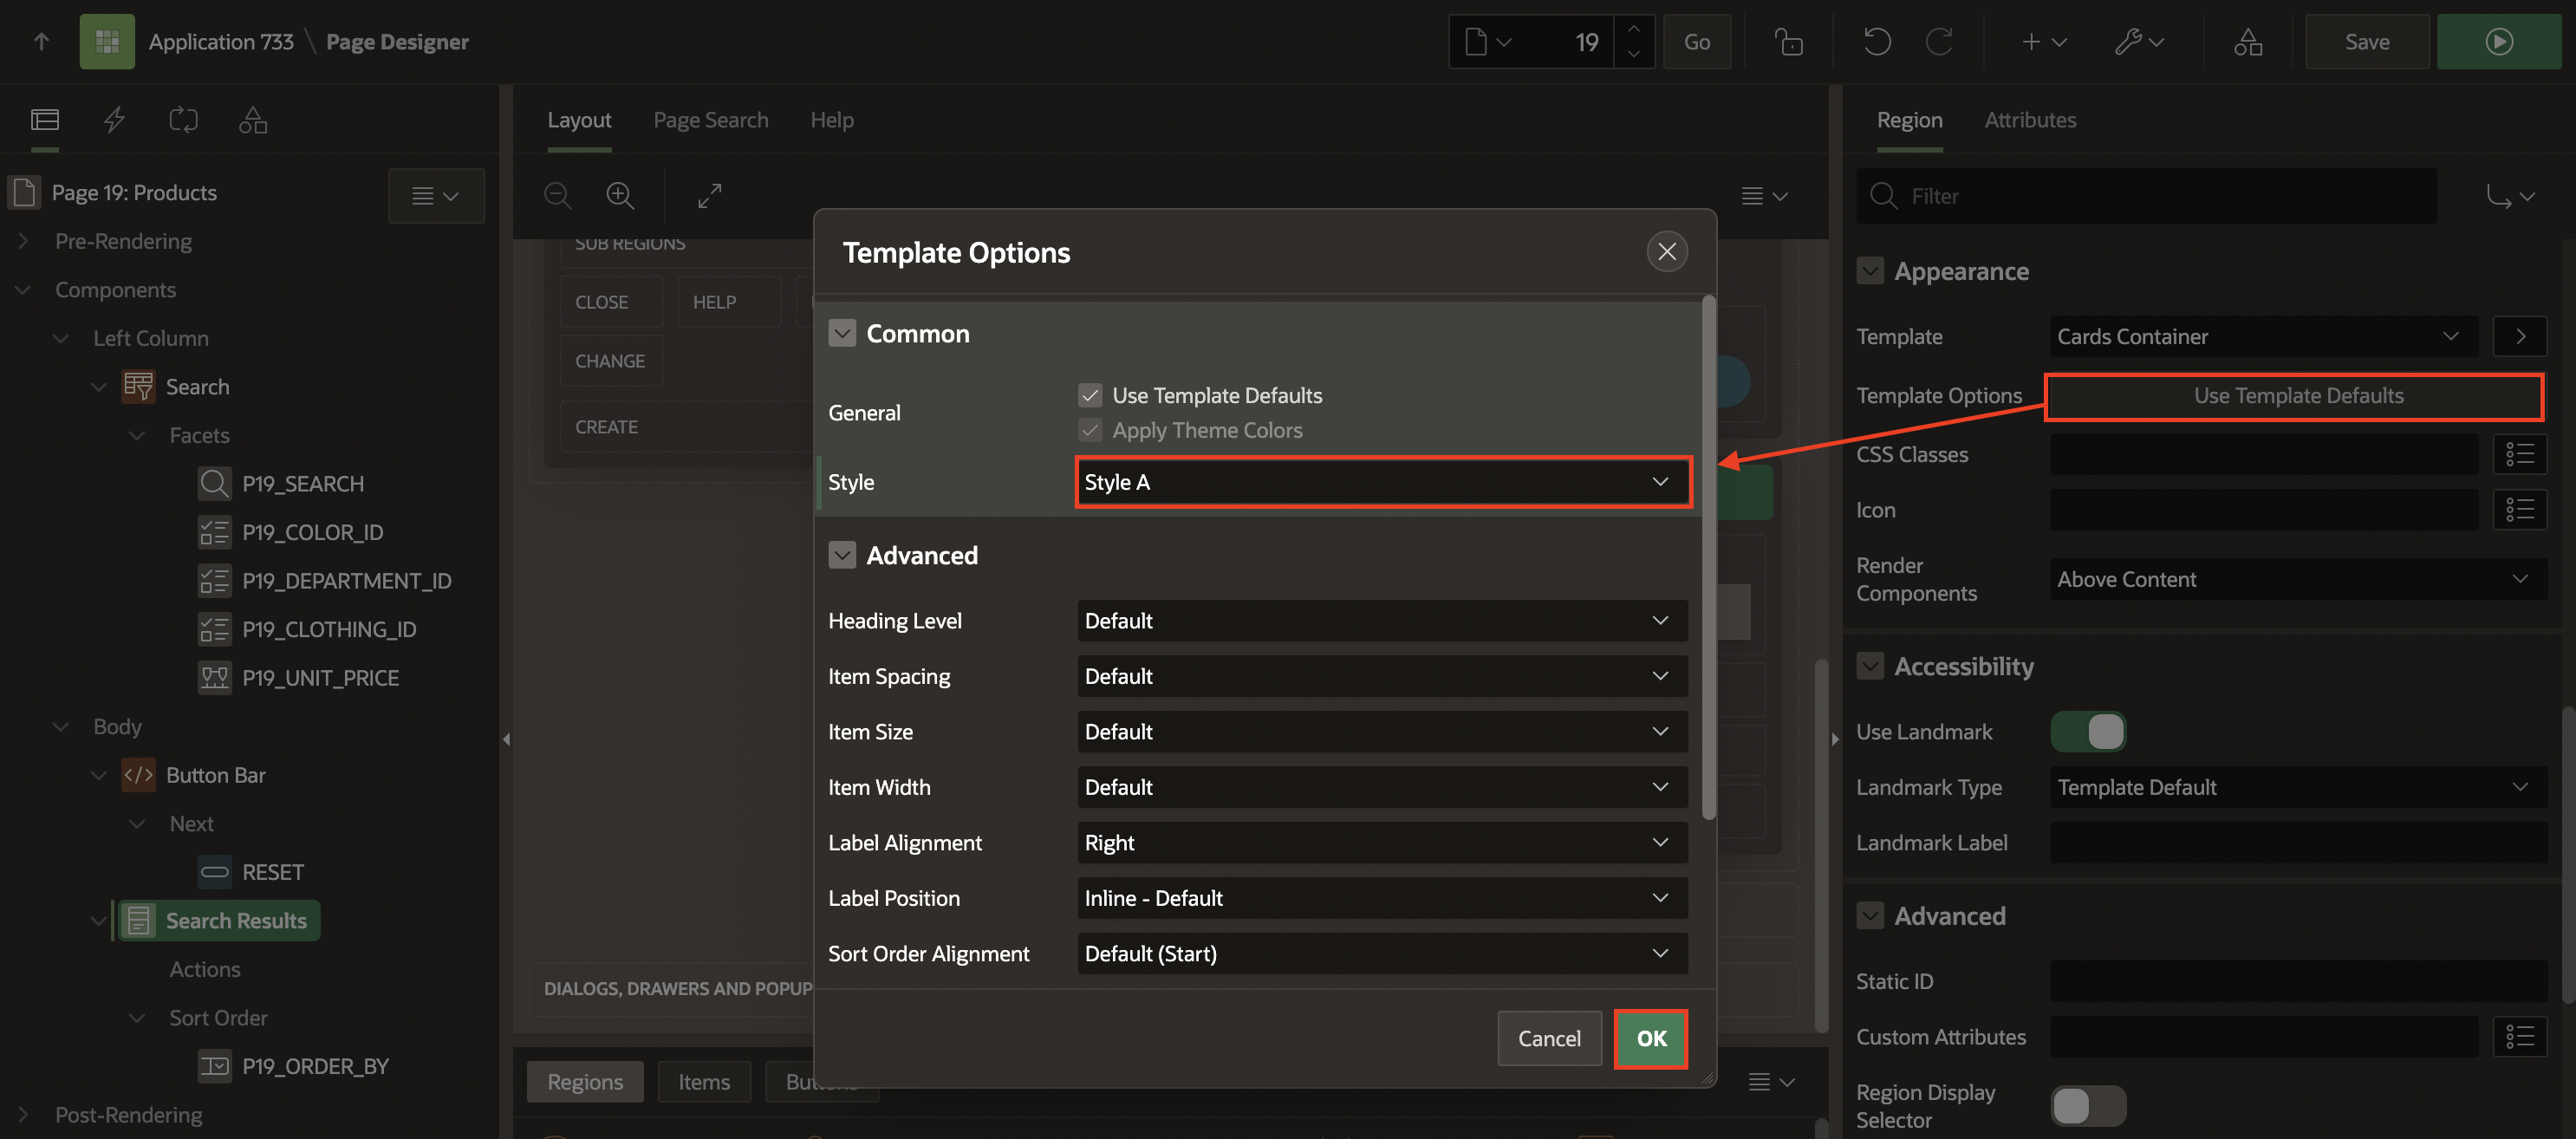 Application 733 \ Page Designer
19
Go
Save
Layout
Page Search
Help
Region
Attributes
Page 19: Products
Pre-Rendering
Components
Left Column
Search
Facets
P19_SEARCH
P19_COLOR_ID
P19_DEPARTMENT_ID
P19_CLOTHING_ID
P19_UNIT_PRICE
Body
Button Bar
Next
RESET
Search Results
Actions
Sort Order
P19_ORDER_BY
Post-Rendering
SUB REGIONS
CLOSE
HELP
CHANGE
CREATE
DIALOGS, DRAWERS AND POPUP
Regions
Items
Template Options
Common
General
Use Template Defaults
Apply Theme Colors
Style
Style A
Advanced
Heading Level
Default
Item Spacing
Default
Item Size
Default
Item Width
Default
Label Alignment
Right
Label Position
Inline - Default
Sort Order Alignment
Default (Start)
Cancel
OK
Filter
Appearance
Template
Cards Container
Template Options
Use Template Defaults
CSS Classes
Icon
Render
Components
Above Content
Accessibility
Use Landmark
Landmark Type
Template Default
Landmark Label
Advanced
Static ID
Custom Attributes
Region Display
Selector